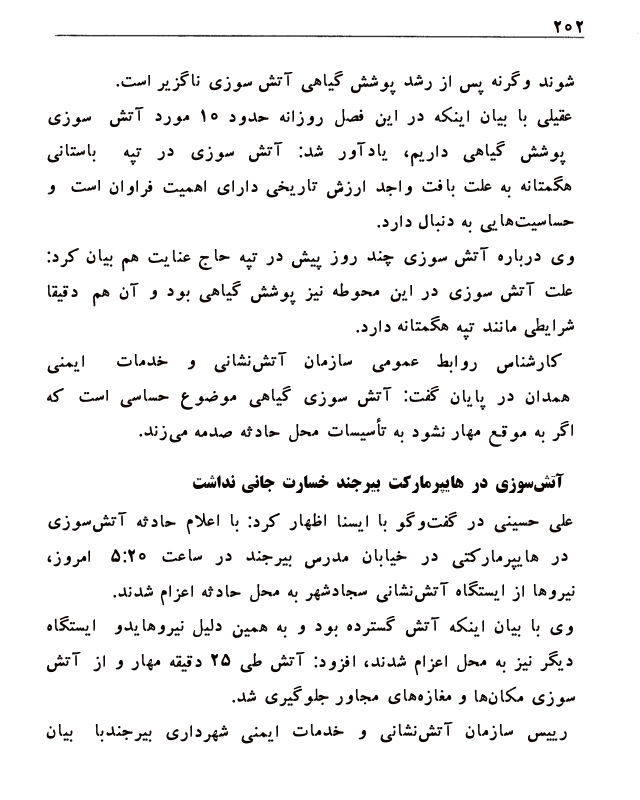 ۲۰۲
شوند وگرنه پس از رشد پوشش گیاهی آتش سوزی ناگزیر است.
عقیلی با بیان اینکه در این فصل روزانه حدود ۱۰ مورد آتش سوزی
پوشش گیاهی داریم، یادآور شد: آتش سوزی در تپه باستانی
هگمتانه به علت بافت واجد ارزش تاریخی دارای اهمیت فراوان است و
حساسیت‌هایی به دنبال دارد.
وی درباره آتش سوزی چند روز پیش در تپه حاج عنایت هم بیان کرد:
علت آتش سوزی در این محوطه نیز پوشش گیاهی بود و آن هم دقیقا
شرایطی مانند تپه هگمتانه دارد.
کارشناس روابط عمومی سازمان آتش‌نشانی و خدمات ایمنی
همدان در پایان گفت: آتش سوزی گیاهی موضوع حساسی است که
اگر به موقع مهار نشود به تأسیسات محل حادثه صدمه می‌زند.
آتش‌سوزی در هایپرمارکت بیرجند خسارت جانی نداشت
علی حسینی در گفت‌وگو با ایسنا اظهار کرد: با اعلام حادثه آتش‌سوزی
در هایپرمارکتی در خیابان مدرس بیرجند در ساعت ۵:۲۰ امروز،
نیروها از ایستگاه آتش‌نشانی سجادشهر به محل حادثه اعزام شدند.
وی با بیان اینکه آتش گسترده بود و به همین دلیل نیروهایدو ایستگاه
دیگر نیز به محل اعزام شدند، افزود: آتش طی ۲۵ دقیقه مهار و از آتش
سوزی مکان‌ها و مغازه‌های مجاور جلوگیری شد.
رییس سازمان آتش‌نشانی و خدمات ایمنی شهرداری بیرجندبا بیان